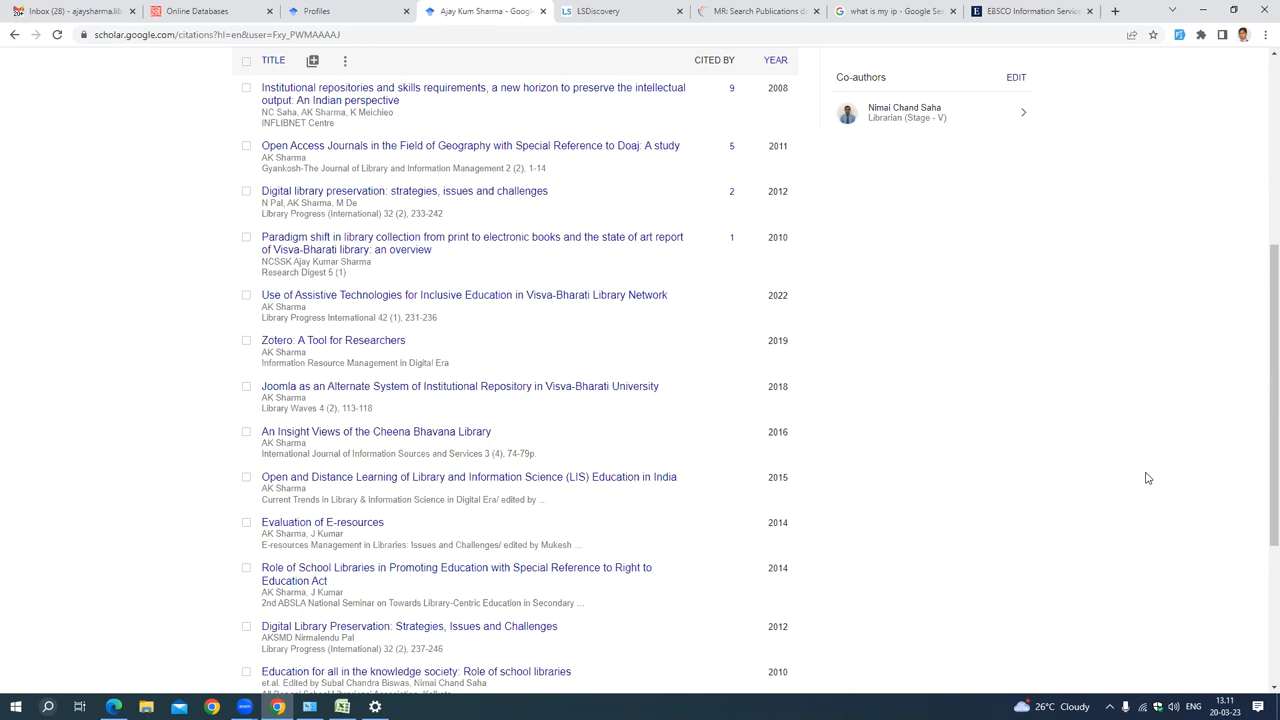 Inbox (20) - ajaysharma.lib
Online Databases
Profiles
Ajay Kum Sharma - Goog
LSDiscovery
MR: Search Publications d
what is my ip - Google Se
EBSCO Information Servic
scholar.google.com/citations?hl=en&user=Fxy_PWMAAAAJ
TITLE
CITED BY
YEAR
Institutional repositories and skills requirements, a new horizon to preserve the intellectual
9
2008
output: An Indian perspective
NC Saha, AK Sharma, K Meichieo
INFLIBNET Centre
Open Access Journals in the Field of Geography with Special Reference to Doaj: A study
5
2011
AK Sharma
Gyankosh-The Journal of Library and Information Management 2 (2), 1-14
Digital library preservation: strategies, issues and challenges
2
2012
N Pal, AK Sharma, M De
Library Progress (International) 32 (2), 233-242
Paradigm shift in library collection from print to electronic books and the state of art report
1
2010
of Visva-Bharati library: an overview
NCSSK Ajay Kumar Sharma
Research Digest 5 (1)
Use of Assistive Technologies for Inclusive Education in Visva-Bharati Library Network
2022
AK Sharma
Library Progress International 42 (1), 231-236
Zotero: A Tool for Researchers
2019
AK Sharma
Information Resource Management in Digital Era
Joomla as an Alternate System of Institutional Repository in Visva-Bharati University
2018
AK Sharma
Library Waves 4 (2), 113-118
An Insight Views of the Cheena Bhavana Library
2016
AK Sharma
International Journal of Information Sources and Services 3 (4), 74-79p.
Open and Distance Learning of Library and Information Science (LIS) Education in India
2015
AK Sharma
Current Trends in Library & Information Science in Digital Era/ edited by ...
Evaluation of E-resources
2014
AK Sharma, J Kumar
E-resources Management in Libraries: Issues and Challenges/ edited by Mukesh ...
Role of School Libraries in Promoting Education with Special Reference to Right to
2014
Education Act
AK Sharma, J Kumar
2nd ABSLA National Seminar on Towards Library-Centric Education in Secondary ...
Digital Library Preservation: Strategies, Issues and Challenges
2012
AKSMD Nirmalendu Pal
Library Progress (International) 32 (2), 237-246
Education for all in the knowledge society: Role of school libraries
2010
et al. Edited by Subal Chandra Biswas, Nimai Chand Saha
Co-authors
EDIT
Nimai Chand Saha
Librarian (Stage - V)
zoom
26°C Cloudy
ENG
13.11
20-03-23